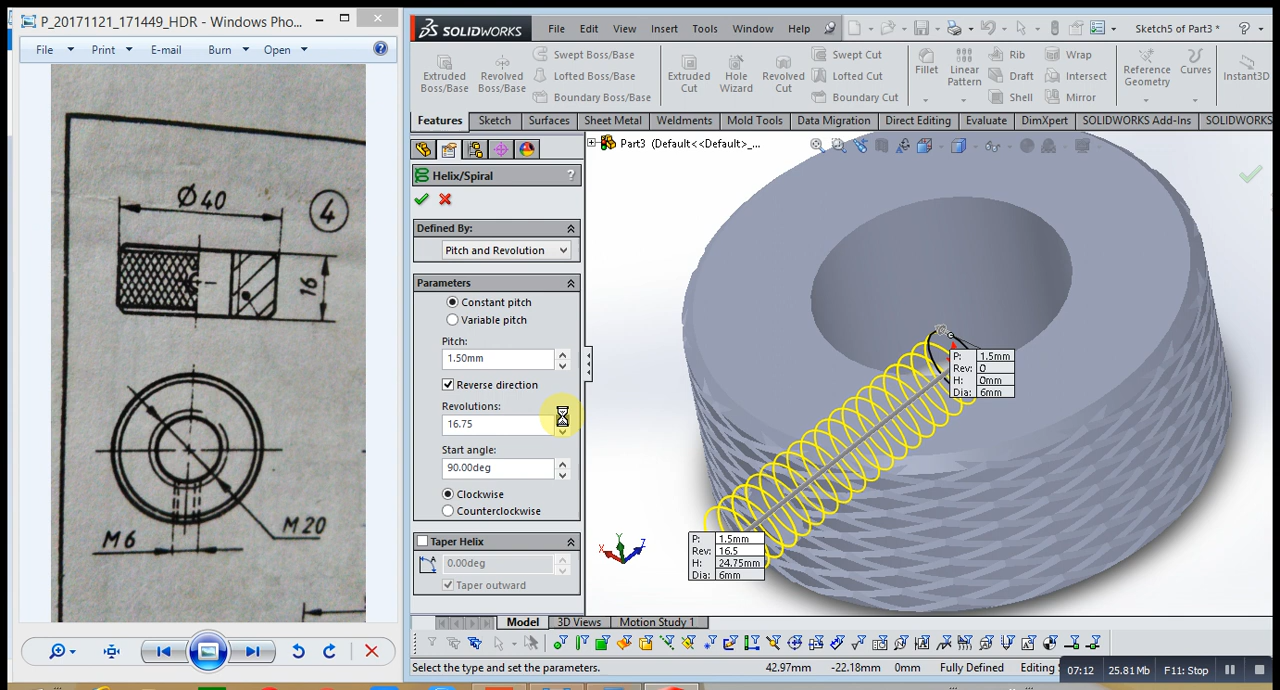 P_20171121_171449_HDR - Windows Pho...
File Print E-mail Burn Open
Ø40
4
16
M20
M6
SOLIDWORKS File Edit View Insert Tools Window Help Sketch5 of Part3 *
Extruded Boss/Base
Revolved Boss/Base
Swept Boss/Base
Lofted Boss/Base
Boundary Boss/Base
Extruded Cut
Hole Wizard
Revolved Cut
Swept Cut
Lofted Cut
Boundary Cut
Fillet
Linear Pattern
Rib
Draft
Shell
Wrap
Intersect
Mirror
Reference Geometry
Curves
Instant3D
Features Sketch Surfaces Sheet Metal Weldments Mold Tools Data Migration Direct Editing Evaluate DimXpert SOLIDWORKS Add-Ins SOLIDWORKS
Part3 (Default<<Default>_...
Helix/Spiral ?
Defined By:
Pitch and Revolution
Parameters
Constant pitch
Variable pitch
Pitch:
1.50mm
Reverse direction
Revolutions:
16.75
Start angle:
90.00deg
Clockwise
Counterclockwise
Taper Helix
0.00deg
Taper outward
P: 1.5mm
Rev: 0
H: 0mm
Dia: 6mm
P: 1.5mm
Rev: 16.5
H: 24.75mm
Dia: 6mm
X Y Z
Model 3D Views Motion Study 1
Select the type and set the parameters. 42.97mm -22.18mm 0mm Fully Defined Editing
07:12 25.81 Mb F11: Stop